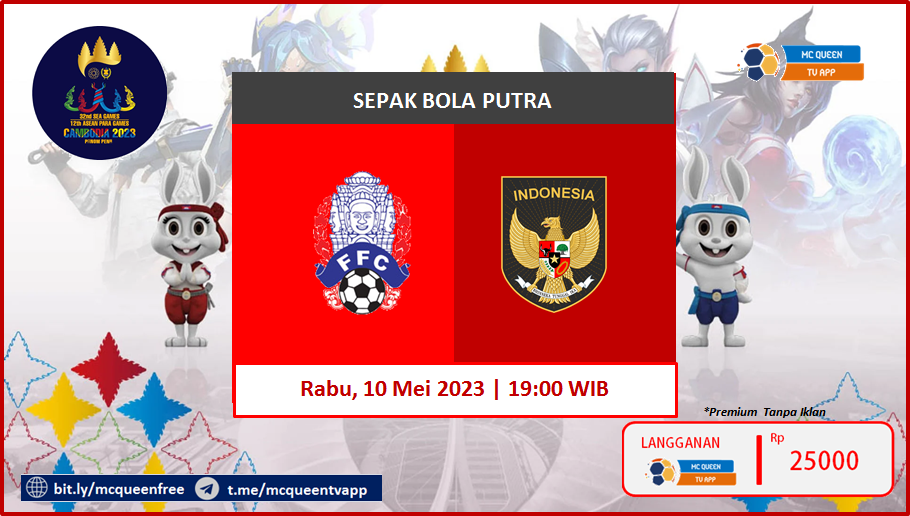 32nd SEA GAMES
12th ASEAN PARA GAMES
CAMBODIA 2023
PHNOM PENH
MC QUEEN
TV APP
SEPAK BOLA PUTRA
FFC
INDONESIA
Rabu, 10 Mei 2023 | 19:00 WIB
*Premium Tanpa Iklan
LANGGANAN
MC QUEEN
TV APP
Rp
25000
bit.ly/mcqueenfree
t.me/mcqueentvapp